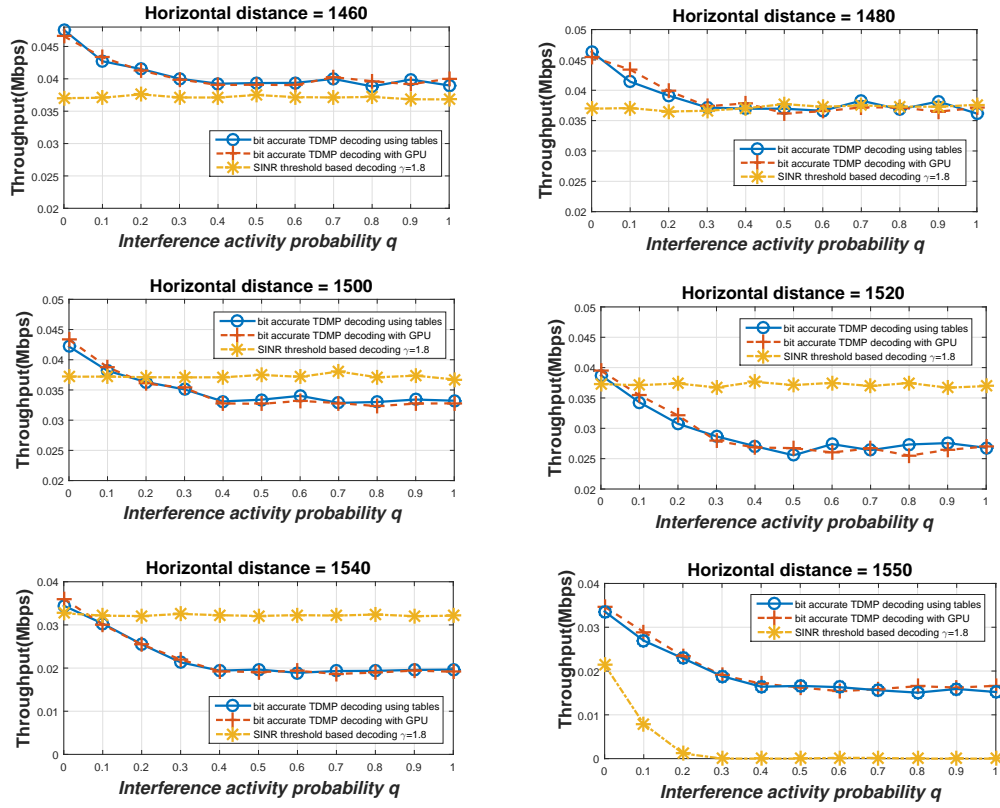 Horizontal distance = 1460
Throughput(Mbps)
0.045
0.04
0.035
0.03
0.025
0.02
bit accurate TDMP decoding using tables
bit accurate TDMP decoding with GPU
SINR threshold based decoding γ=1.8
0 0.1 0.2 0.3 0.4 0.5 0.6 0.7 0.8 0.9 1
Interference activity probability q
Horizontal distance = 1480
Throughput(Mbps)
0.05
0.045
0.04
0.035
0.03
0.025
0.02
bit accurate TDMP decoding using tables
bit accurate TDMP decoding with GPU
SINR threshold based decoding γ=1.8
0 0.1 0.2 0.3 0.4 0.5 0.6 0.7 0.8 0.9 1
Interference activity probability q
Horizontal distance = 1500
Throughput(Mbps)
0.05
0.045
0.04
0.035
0.03
0.025
0.02
bit accurate TDMP decoding using tables
bit accurate TDMP decoding with GPU
SINR threshold based decoding γ=1.8
0 0.1 0.2 0.3 0.4 0.5 0.6 0.7 0.8 0.9 1
Interference activity probability q
Horizontal distance = 1520
Throughput(Mbps)
0.05
0.045
0.04
0.035
0.03
0.025
0.02
bit accurate TDMP decoding using tables
bit accurate TDMP decoding with GPU
SINR threshold based decoding γ=1.8
0 0.1 0.2 0.3 0.4 0.5 0.6 0.7 0.8 0.9 1
Interference activity probability q
Horizontal distance = 1540
Throughput(Mbps)
0.04
0.03
0.02
0.01
0
bit accurate TDMP decoding using tables
bit accurate TDMP decoding with GPU
SINR threshold based decoding γ=1.8
0 0.1 0.2 0.3 0.4 0.5 0.6 0.7 0.8 0.9 1
Interference activity probability q
Horizontal distance = 1550
Throughput(Mbps)
0.04
0.03
0.02
0.01
0
bit accurate TDMP decoding using tables
bit accurate TDMP decoding with GPU
SINR threshold based decoding γ=1.8
0 0.1 0.2 0.3 0.4 0.5 0.6 0.7 0.8 0.9 1
Interference activity probability q